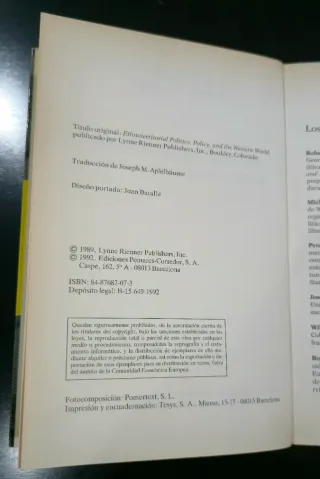 Título original: Ethnoterritorial Politics, Policy, and the Western World,
publicado por Lynne Rienner Publishers, Inc., Boulder, Colorado.
Traducción de Joseph M. Apfelbäume
Diseño portada: Joan Batallé
© 1989, Lynne Rienner Publishers, Inc.
© 1992, Ediciones Pomares-Corredor, S. A.
Caspe, 162, 5º A - 08013 Barcelona
ISBN: 84-87682-07-3
Depósito legal: B-15.649-1992
Quedan rigurosamente prohibidas, sin la autorización escrita de
los titulares del copyright, bajo las sanciones establecidas en las
leyes, la reproducción total o parcial de esta obra por cualquier
medio o procedimiento, comprendidos la reprografía y el trata-
miento informático, y la distribución de ejemplares de ella me-
diante alquiler o préstamo públicos, así como la exportación e im-
portación de esos ejemplares para su distribución en venta, fuera
del ámbito de la Comunidad Económica Europea.
Fotocomposición: Pomertext, S. L.
Impresión y encuadernación: Tesys, S. A., Manso, 15-17 - 08015 Barcelona
Los